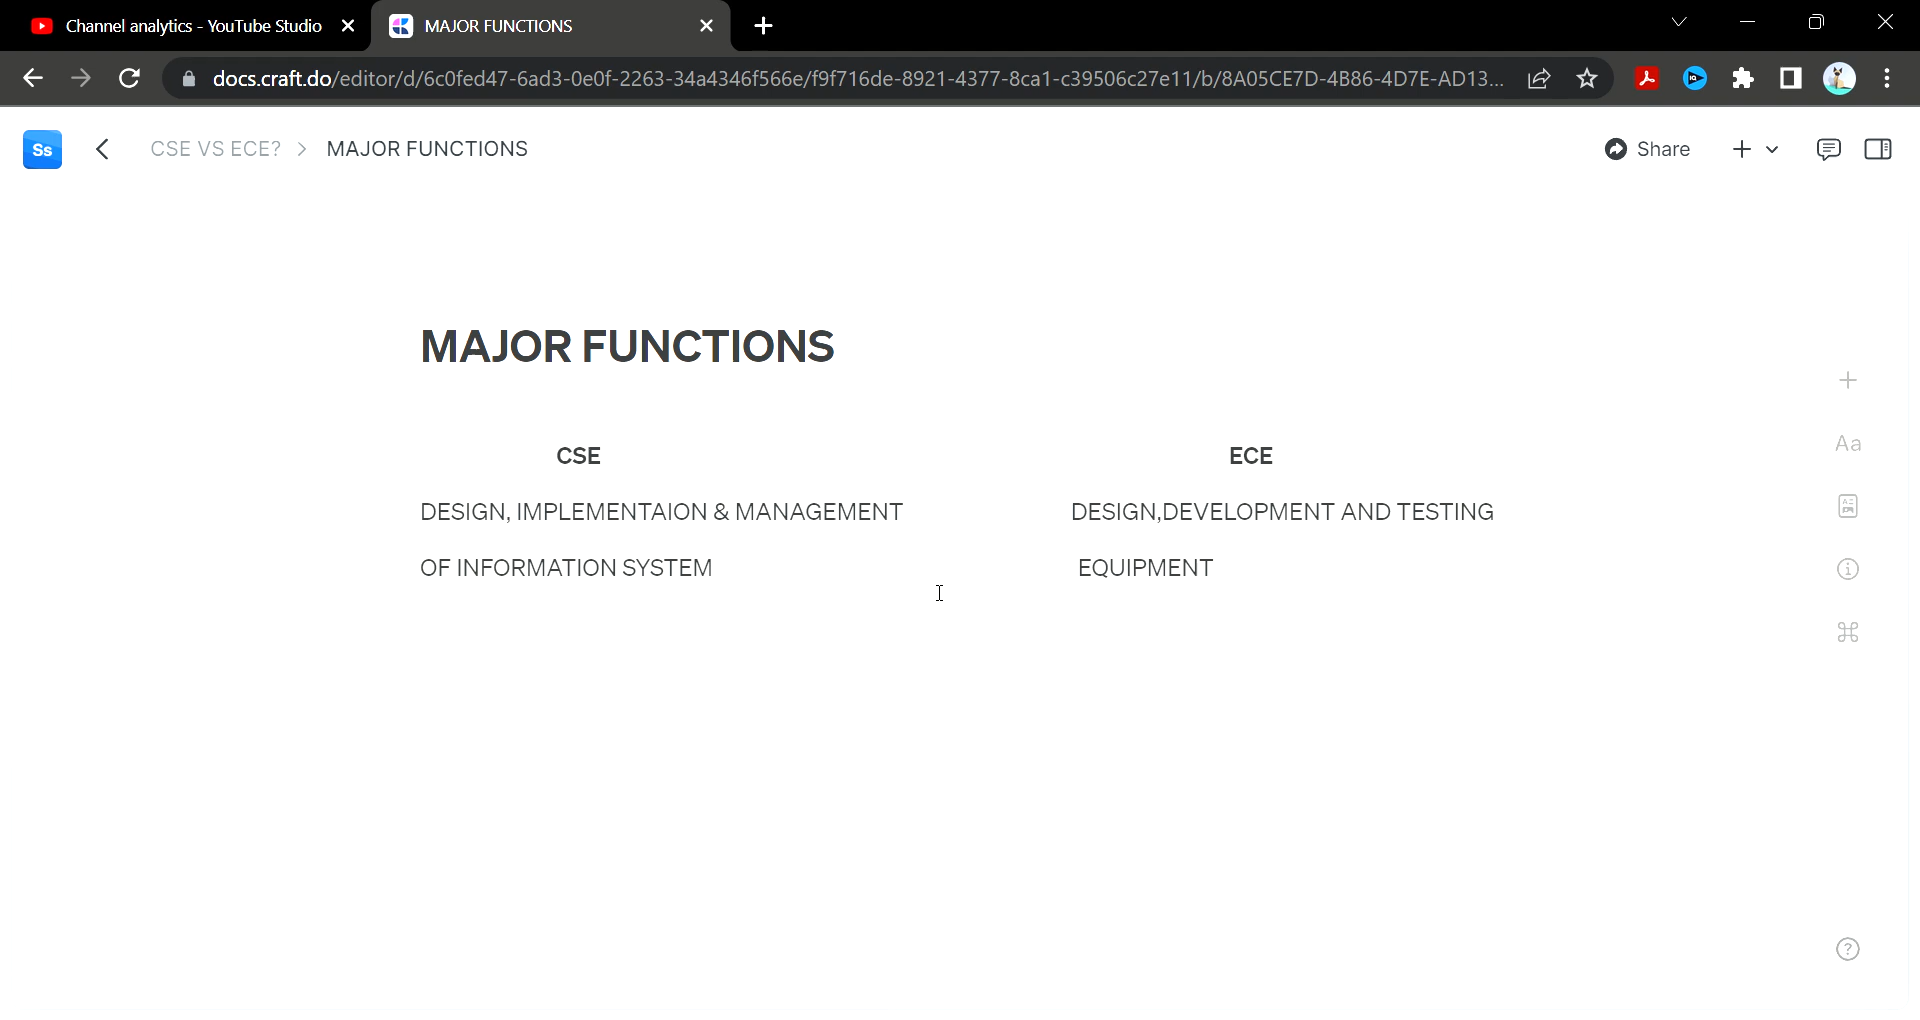 Channel analytics - YouTube Studio
MAJOR FUNCTIONS
docs.craft.do/editor/d/6c0fed47-6ad3-0e0f-2263-34a4346f566e/f9f716de-8921-4377-8ca1-c39506c27e11/b/8A05CE7D-4B86-4D7E-AD13...
Ss
CSE VS ECE? > MAJOR FUNCTIONS
Share
MAJOR FUNCTIONS
CSE
ECE
DESIGN, IMPLEMENTAION & MANAGEMENT
DESIGN,DEVELOPMENT AND TESTING
OF INFORMATION SYSTEM
EQUIPMENT
Aa